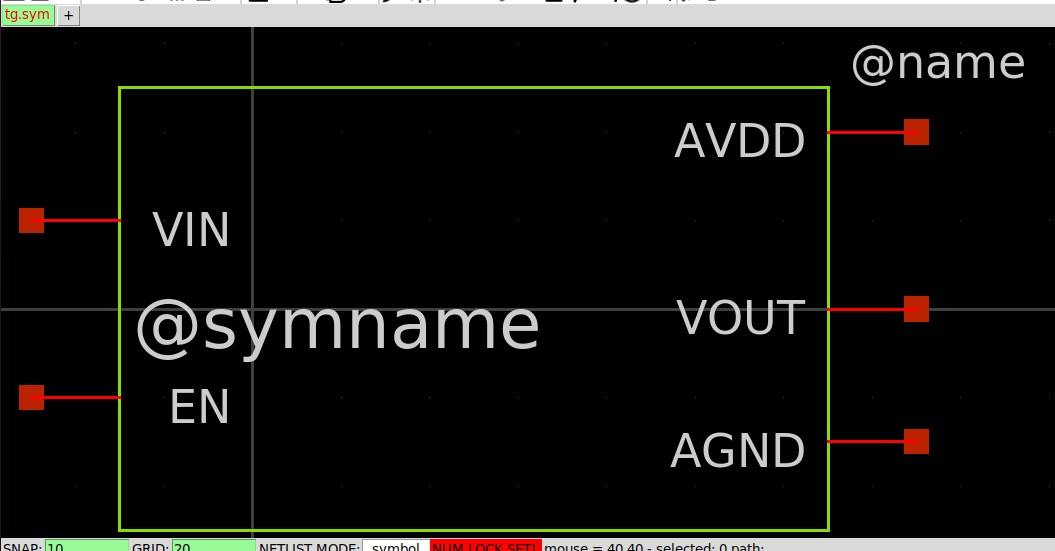 tg.sym +
@name
AVDD
VIN
@symname
VOUT
EN
AGND
SNAP: 10 GRID: 20 NETLIST MODE: symbol NUM LOCK SET! mouse = 40 40 - selected: 0 path: